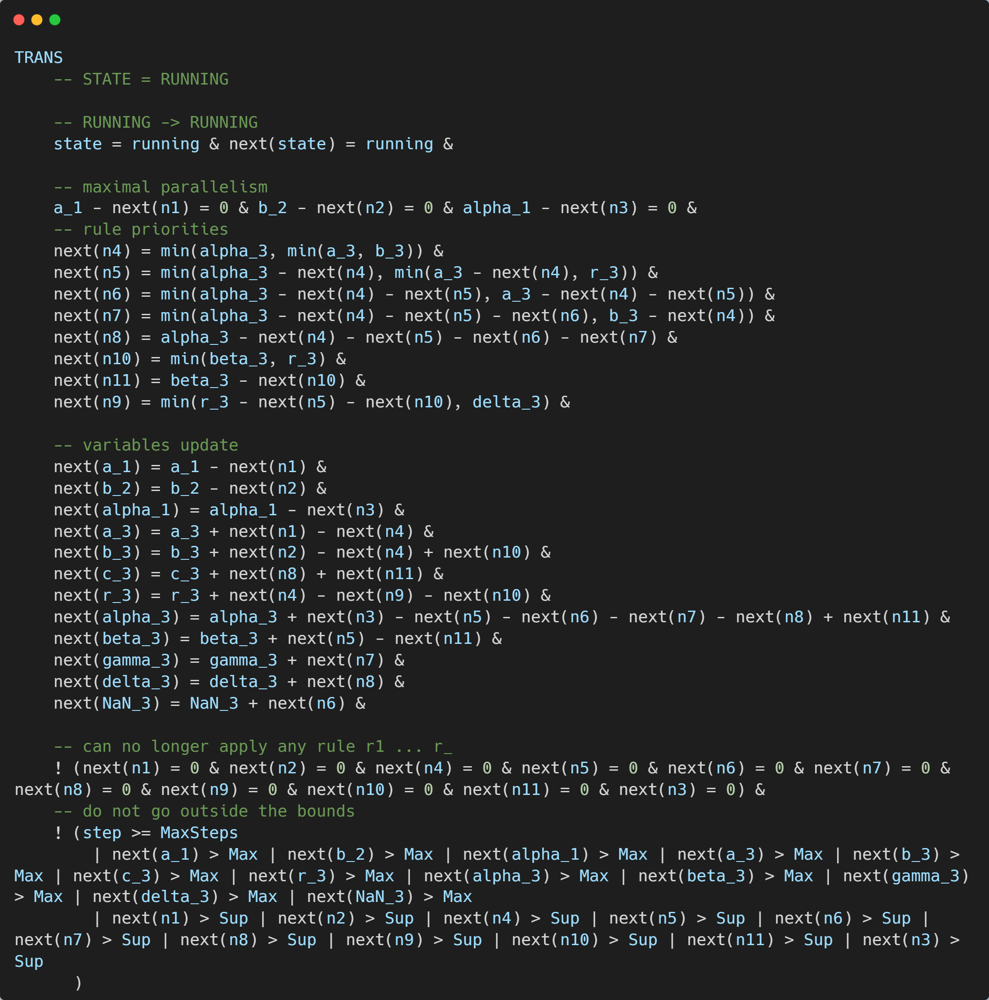 TRANS
    -- STATE = RUNNING

    -- RUNNING -> RUNNING
    state = running & next(state) = running &

    -- maximal parallelism
    a_1 - next(n1) = 0 & b_2 - next(n2) = 0 & alpha_1 - next(n3) = 0 &
    -- rule priorities
    next(n4) = min(alpha_3, min(a_3, b_3)) &
    next(n5) = min(alpha_3 - next(n4), min(a_3 - next(n4), r_3)) &
    next(n6) = min(alpha_3 - next(n4) - next(n5), a_3 - next(n4) - next(n5)) &
    next(n7) = min(alpha_3 - next(n4) - next(n5) - next(n6), b_3 - next(n4)) &
    next(n8) = alpha_3 - next(n4) - next(n5) - next(n6) - next(n7) &
    next(n10) = min(beta_3, r_3) &
    next(n11) = beta_3 - next(n10) &
    next(n9) = min(r_3 - next(n5) - next(n10), delta_3) &

    -- variables update
    next(a_1) = a_1 - next(n1) &
    next(b_2) = b_2 - next(n2) &
    next(alpha_1) = alpha_1 - next(n3) &
    next(a_3) = a_3 + next(n1) - next(n4) &
    next(b_3) = b_3 + next(n2) - next(n4) + next(n10) &
    next(c_3) = c_3 + next(n8) + next(n11) &
    next(r_3) = r_3 + next(n4) - next(n9) - next(n10) &
    next(alpha_3) = alpha_3 + next(n3) - next(n5) - next(n6) - next(n7) - next(n8) + next(n11) &
    next(beta_3) = beta_3 + next(n5) - next(n11) &
    next(gamma_3) = gamma_3 + next(n7) &
    next(delta_3) = delta_3 + next(n8) &
    next(NaN_3) = NaN_3 + next(n6) &

    -- can no longer apply any rule r1 ... r_
    ! (next(n1) = 0 & next(n2) = 0 & next(n4) = 0 & next(n5) = 0 & next(n6) = 0 & next(n7) = 0 &
next(n8) = 0 & next(n9) = 0 & next(n10) = 0 & next(n11) = 0 & next(n3) = 0) &
    -- do not go outside the bounds
    ! (step >= MaxSteps
        | next(a_1) > Max | next(b_2) > Max | next(alpha_1) > Max | next(a_3) > Max | next(b_3) >
Max | next(c_3) > Max | next(r_3) > Max | next(alpha_3) > Max | next(beta_3) > Max | next(gamma_3)
> Max | next(delta_3) > Max | next(NaN_3) > Max
        | next(n1) > Sup | next(n2) > Sup | next(n4) > Sup | next(n5) > Sup | next(n6) > Sup |
next(n7) > Sup | next(n8) > Sup | next(n9) > Sup | next(n10) > Sup | next(n11) > Sup | next(n3) >
Sup
      )